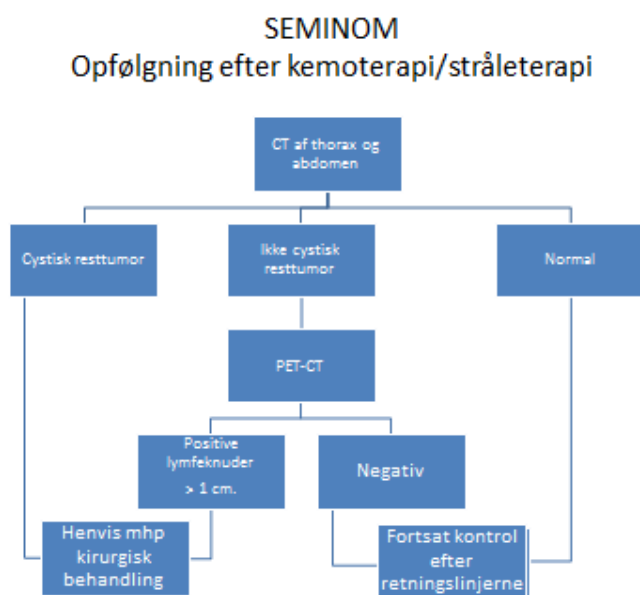 SEMINOM
Opfølgning efter kemoterapi/stråleterapi
CT af thorax og
abdomen
Cystisk resttumor
Ikke cystisk
resttumor
Normal
PET-CT
Positive
lymfeknuder
> 1 cm.
Negativ
Henvis mhp
kirurgisk
behandling
Fortsat kontrol
efter
retningslinjerne